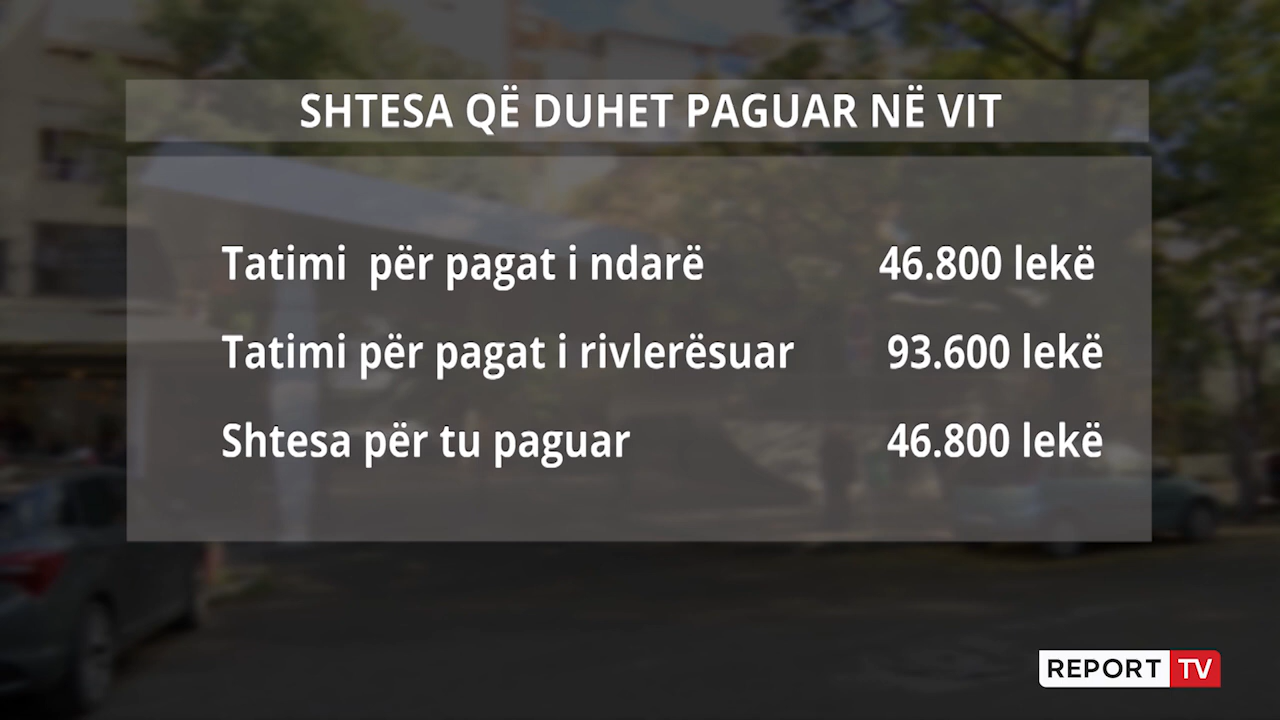 SHTESA QË DUHET PAGUAR NË VIT
Tatimi për pagat i ndarë 46.800 lekë
Tatimi për pagat i rivlerësuar 93.600 lekë
Shtesa për tu paguar 46.800 lekë
REPORT TV